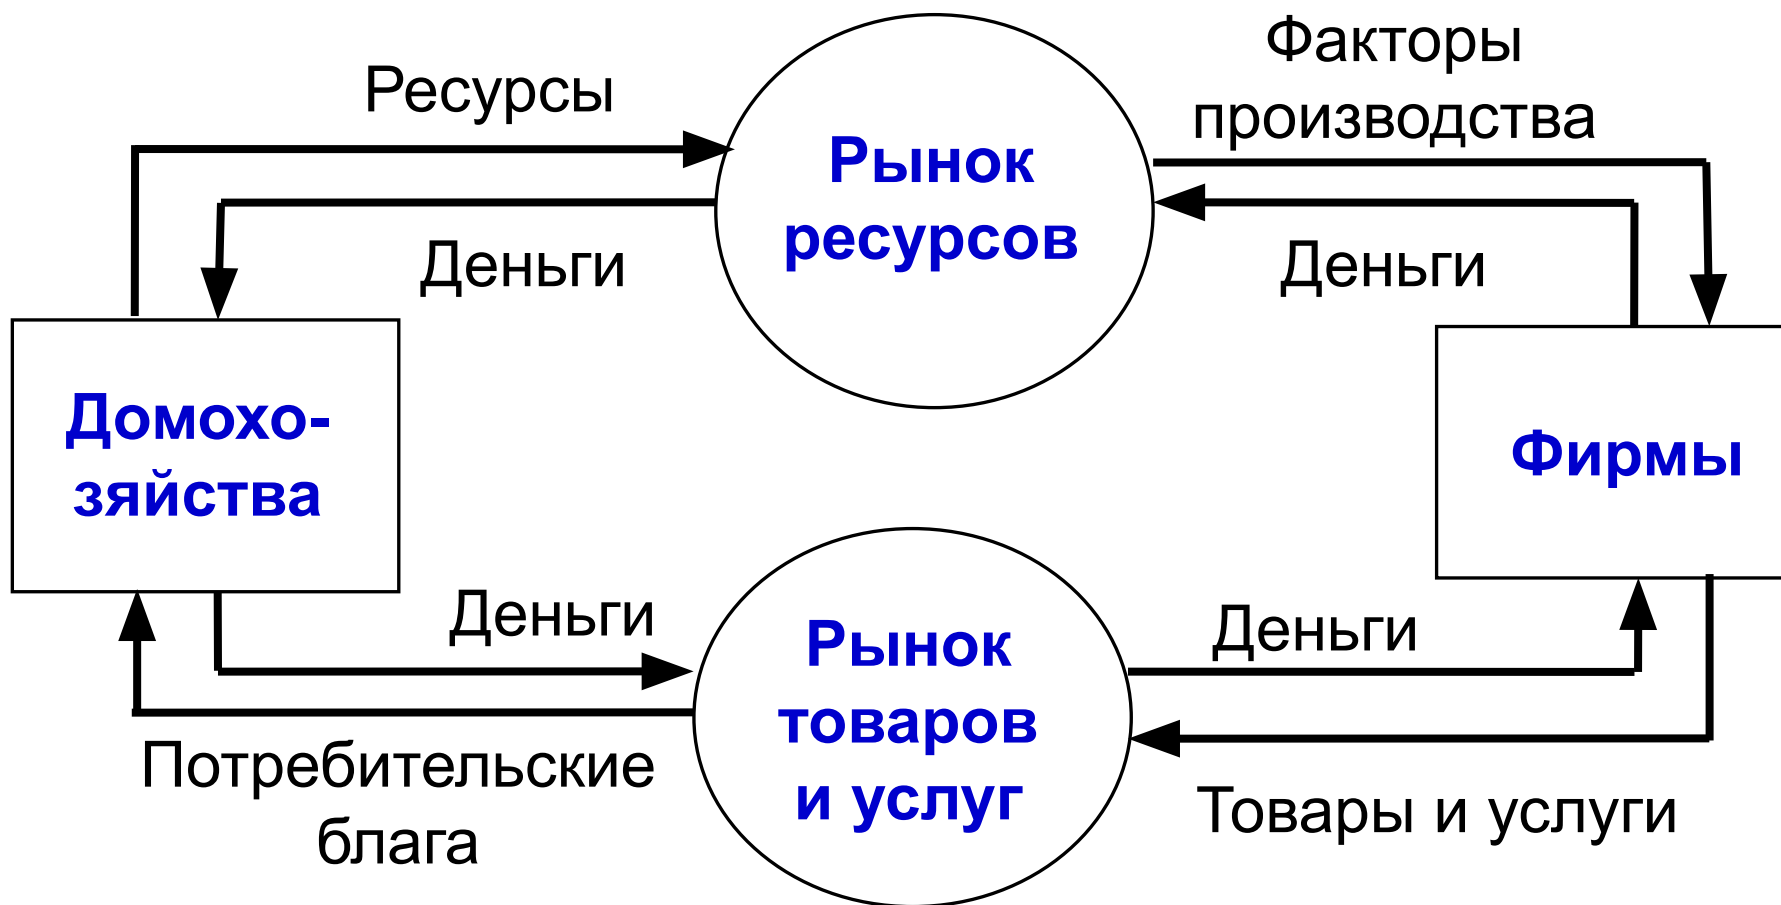 Факторы
производства
Ресурсы
Рынок
ресурсов
Деньги
Деньги
Домохо-
зяйства
Фирмы
Деньги
Рынок
товаров
и услуг
Деньги
Потребительские
блага
Товары и услуги